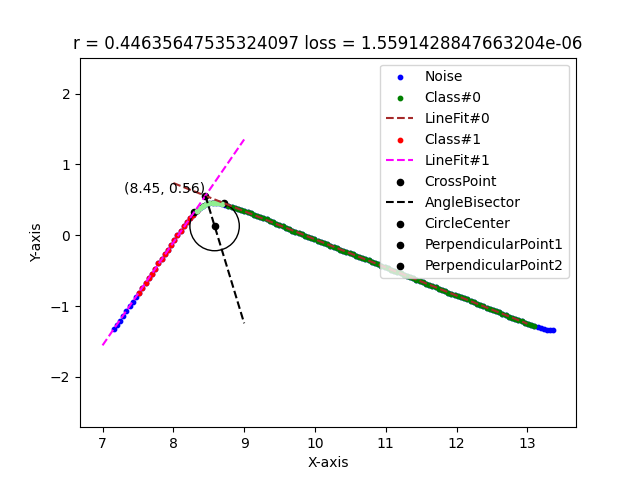 r = 0.44635647535324097 loss = 1.5591428847663204e-06
Noise
Class#0
LineFit#0
Class#1
LineFit#1
CrossPoint
AngleBisector
CircleCenter
PerpendicularPoint1
PerpendicularPoint2
(8.45, 0.56)
Y-axis
2
1
0
−1
−2
7 8 9 10 11 12 13
X-axis